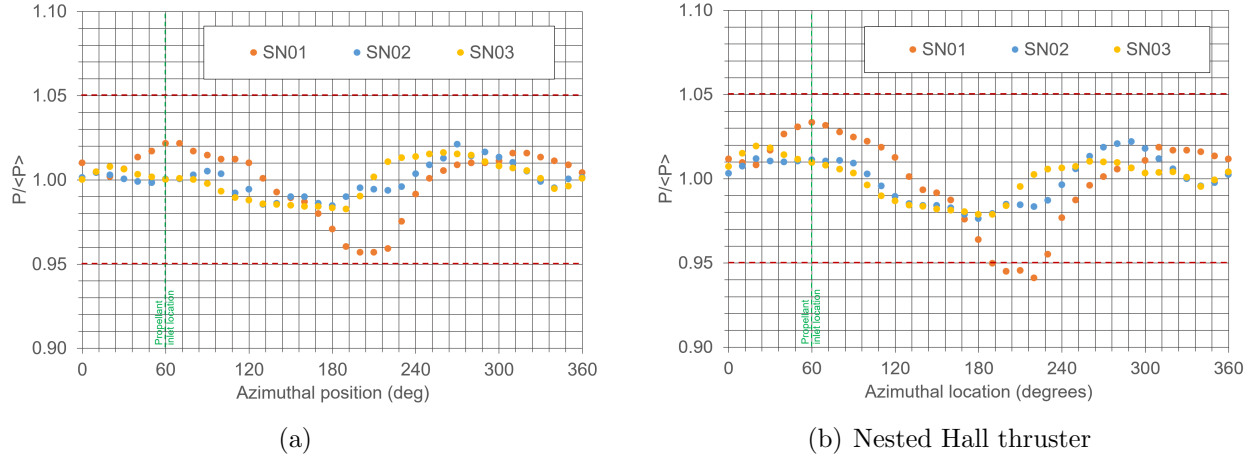 1.10
1.05
1.00
0.95
0.90
P/<P>
SN01 SN02 SN03
Propellant
inlet location
0 60 120 180 240 300 360
Azimuthal position (deg)
(a)
1.10
1.05
1.00
0.95
0.90
P/<P>
SN01 SN02 SN03
Propellant
inlet location
0 60 120 180 240 300 360
Azimuthal location (degrees)
(b) Nested Hall thruster